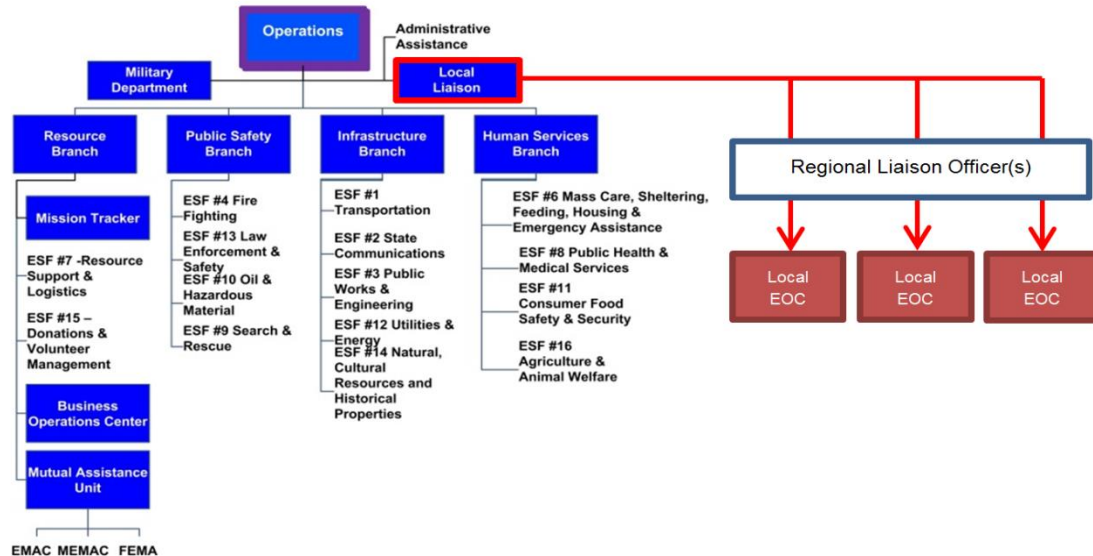 Operations
Administrative
Assistance
Military
Department
Local
Liaison
Resource
Branch
Public Safety
Branch
Infrastructure
Branch
Human Services
Branch
Regional Liaison Officer(s)
Mission Tracker
ESF #7 -Resource
Support &
Logistics
ESF #15 –
Donations &
Volunteer
Management
Business
Operations Center
Mutual Assistance
Unit
EMAC MEMAC FEMA
ESF #4 Fire
Fighting
ESF #13 Law
Enforcement &
Safety
ESF #10 Oil &
Hazardous
Material
ESF #9 Search &
Rescue
ESF #1
Transportation
ESF #2 State
Communications
ESF #3 Public
Works &
Engineering
ESF #12 Utilities &
Energy
ESF #14 Natural,
Cultural
Resources and
Historical
Properties
ESF #6 Mass Care, Sheltering,
Feeding, Housing &
Emergency Assistance
ESF #8 Public Health &
Medical Services
ESF #11
Consumer Food
Safety & Security
ESF #16
Agriculture &
Animal Welfare
Local
EOC
Local
EOC
Local
EOC